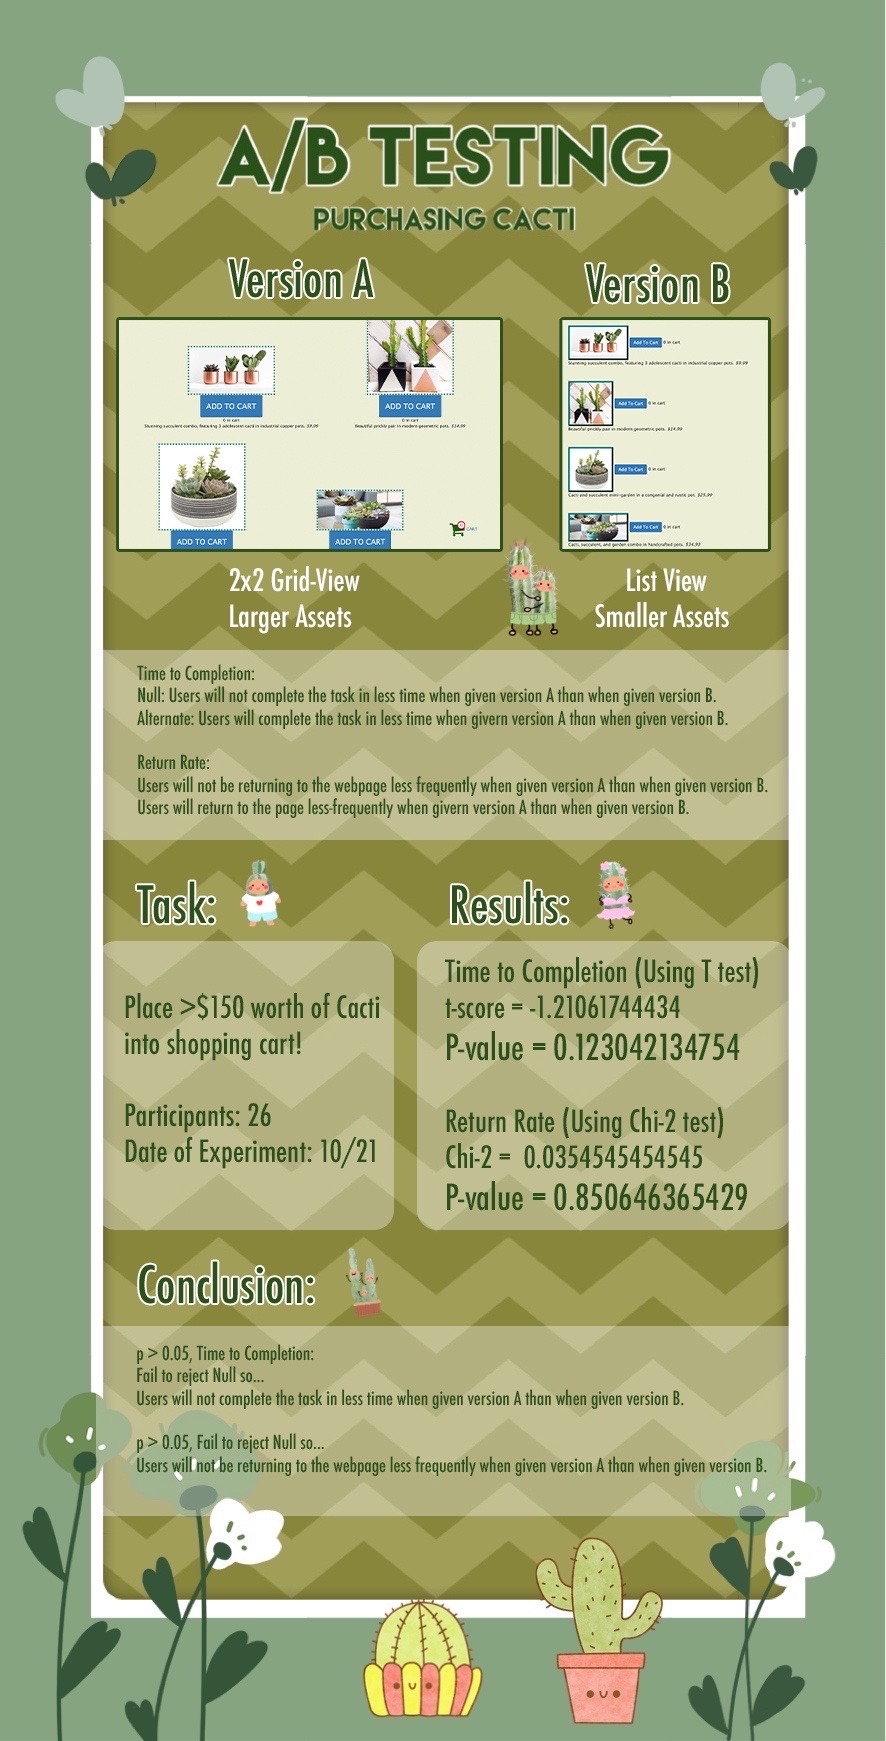 A/B TESTING
PURCHASING CACTI
Version A
Version B
ADD TO CART
0 in cart
Stunning succulent combo, featuring 3 adolescent cacti in industrial copper pots. $9.99
ADD TO CART
0 in cart
Beautiful prickly pair in modern geometric pots. $14.99
ADD TO CART
ADD TO CART
CART
Add To Cart 0 in cart
Stunning succulent combo, featuring 3 adolescent cacti in industrial copper pots. $9.99
Add To Cart 0 in cart
Beautiful prickly pair in modern geometric pots. $14.99
Add To Cart 0 in cart
Cacti and succulent mini-garden in a congenial and rustic pot. $25.99
Add To Cart 0 in cart
Cacti, succulent, and garden combo in handcrafted pots. $34.99
2x2 Grid-View
Larger Assets
List View
Smaller Assets
Time to Completion:
Null: Users will not complete the task in less time when given version A than when given version B.
Alternate: Users will complete the task in less time when givern version A than when given version B.
Return Rate:
Users will not be returning to the webpage less frequently when given version A than when given version B.
Users will return to the page less-frequently when givern version A than when given version B.
Task:
Place >$150 worth of Cacti
into shopping cart!
Participants: 26
Date of Experiment: 10/21
Results:
Time to Completion (Using T test)
t-score = -1.21061744434
P-value = 0.123042134754
Return Rate (Using Chi-2 test)
Chi-2 = 0.0354545454545
P-value = 0.850646365429
Conclusion:
p > 0.05, Time to Completion:
Fail to reject Null so...
Users will not complete the task in less time when given version A than when given version B.
p > 0.05, Fail to reject Null so...
Users will not be returning to the webpage less frequently when given version A than when given version B.